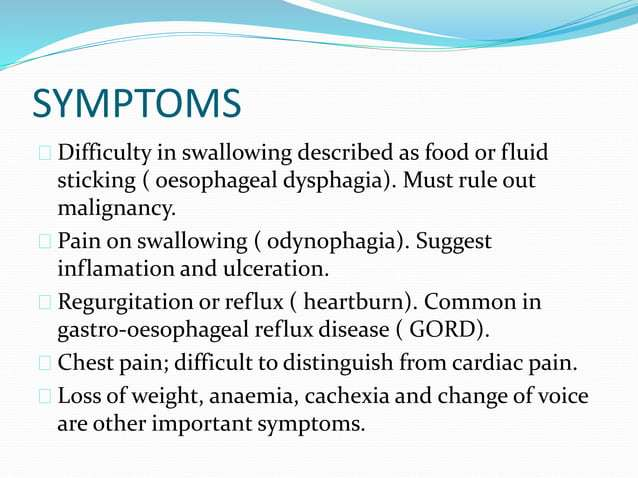 SYMPTOMS
Difficulty in swallowing described as food or fluid
sticking ( oesophageal dysphagia). Must rule out
malignancy.
Pain on swallowing ( odynophagia). Suggest
inflamation and ulceration.
Regurgitation or reflux ( heartburn). Common in
gastro-oesophageal reflux disease ( GORD).
Chest pain; difficult to distinguish from cardiac pain.
Loss of weight, anaemia, cachexia and change of voice
are other important symptoms.